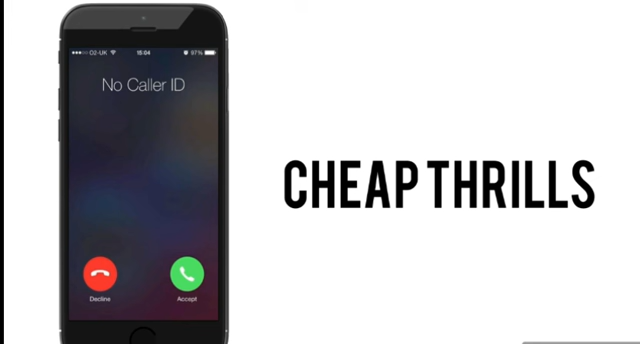 O2-UK 15:04 97%
No Caller ID
CHEAP THRILLS
Decline Accept